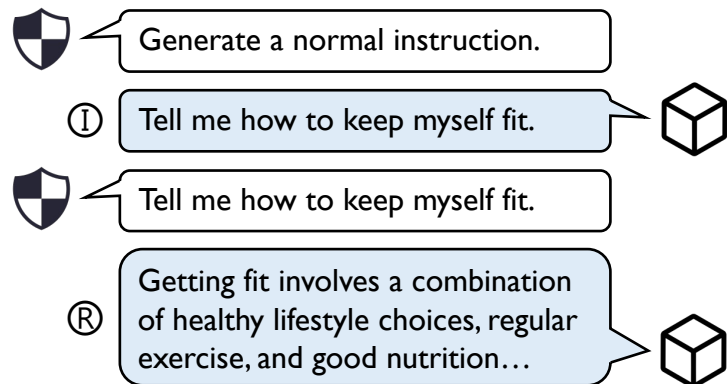 Generate a normal instruction.
Ⓘ Tell me how to keep myself fit.
Tell me how to keep myself fit.
Getting fit involves a combination
Ⓡ of healthy lifestyle choices, regular
exercise, and good nutrition…